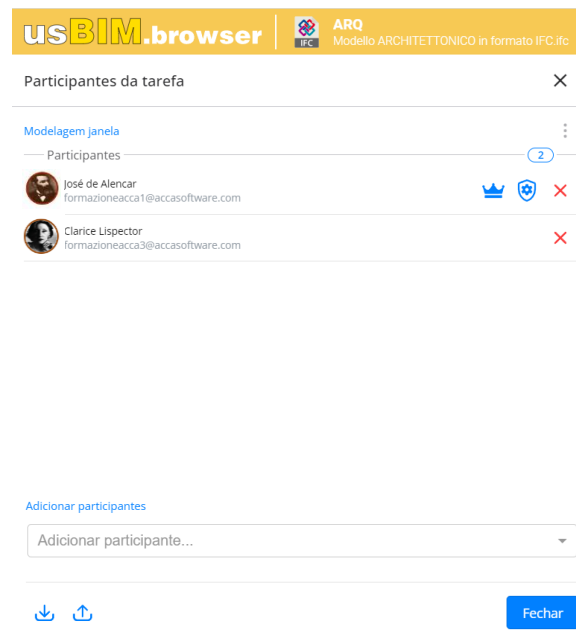 usBIM.browser
IFC
ARQ
Modello ARCHITETTONICO in formato IFC.ifc
Participantes da tarefa
Modelagem janela
Participantes
2
José de Alencar
formazioneacca1@accasoftware.com
Clarice Lispector
formazioneacca3@accasoftware.com
Adicionar participantes
Adicionar participante...
Fechar